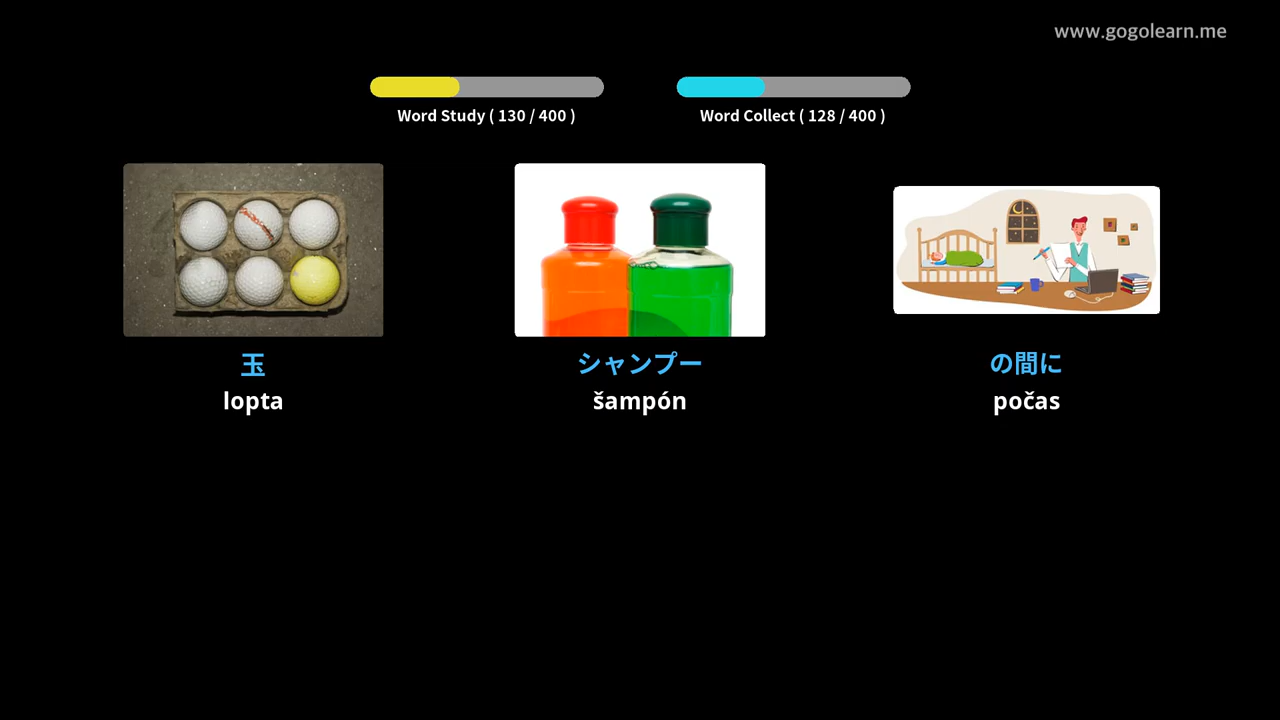 www.gogolearn.me
Word Study ( 130 / 400 )
Word Collect ( 128 / 400 )
玉
lopta
シャンプー
šampón
の間に
počas